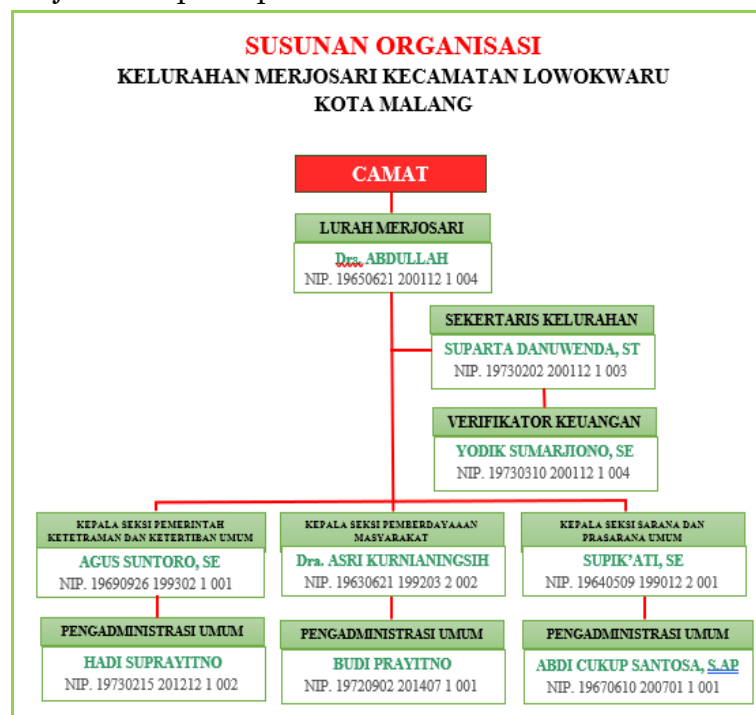 SUSUNAN ORGANISASI
KELURAHAN MERJOSARI KECAMATAN LOWOKWARU
KOTA MALANG
CAMAT
LURAH MERJOSARI
Drs. ABDULLAH
NIP. 19650621 200112 1 004
SEKERTARIS KELURAHAN
SUPARTA DANUWENDA, ST
NIP. 19730202 200112 1 003
VERIFIKATOR KEUANGAN
YODIK SUMARJIONO, SE
NIP. 19730310 200112 1 004
KEPALA SEKSI PEMERINTAH
KETETRAMAN DAN KETERTIBAN UMUM
AGUS SUNTORO, SE
NIP. 19690926 199302 1 001
KEPALA SEKSI PEMBERDAYAAAN
MASYARAKAT
Dra. ASRI KURNIANINGSIH
NIP. 19630621 199203 2 002
KEPALA SEKSI SARANA DAN
PRASARANA UMUM
SUPIK'ATI, SE
NIP. 19640509 199012 2 001
PENGADMINISTRASI UMUM
HADI SUPRAYITNO
NIP. 19730215 201212 1 002
PENGADMINISTRASI UMUM
BUDI PRAYITNO
NIP. 19720902 201407 1 001
PENGADMINISTRASI UMUM
ABDI CUKUP SANTOSA, S.AP
NIP. 19670610 200701 1 001